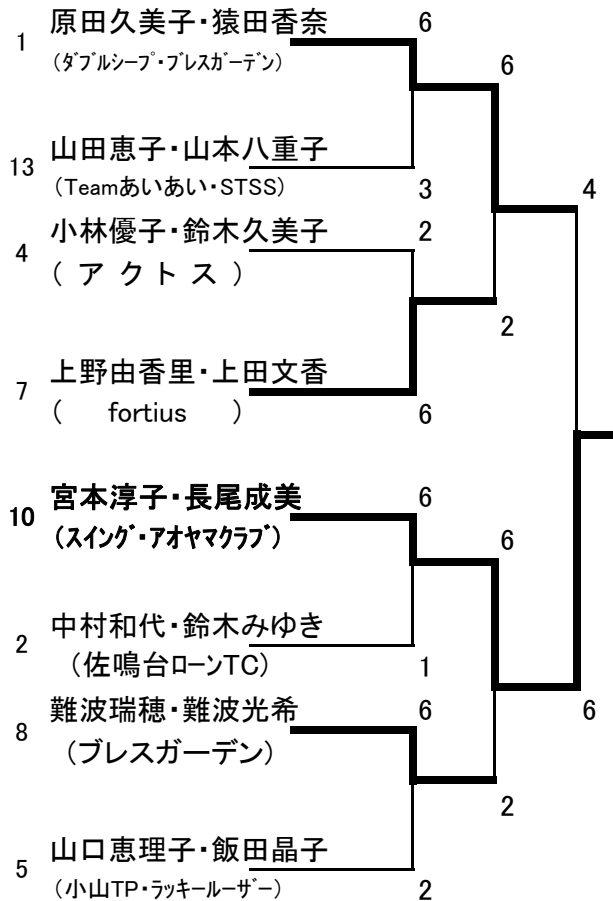 1 原田久美子・猿田香奈 6
(ダブルシープ・ブレスガーデン) 6
13 山田恵子・山本八重子
(Teamあいあい・STSS) 3 4
4 小林優子・鈴木久美子 2
(アクトス)
2
7 上野由香里・上田文香
( fortius ) 6
10 宮本淳子・長尾成美 6
(スイング・アオヤマクラブ) 6
2 中村和代・鈴木みゆき
(佐鳴台ローンTC) 1
8 難波瑞穂・難波光希 6 6
(ブレスガーデン)
2
5 山口恵理子・飯田晶子
(小山TP・ラッキールーザー) 2